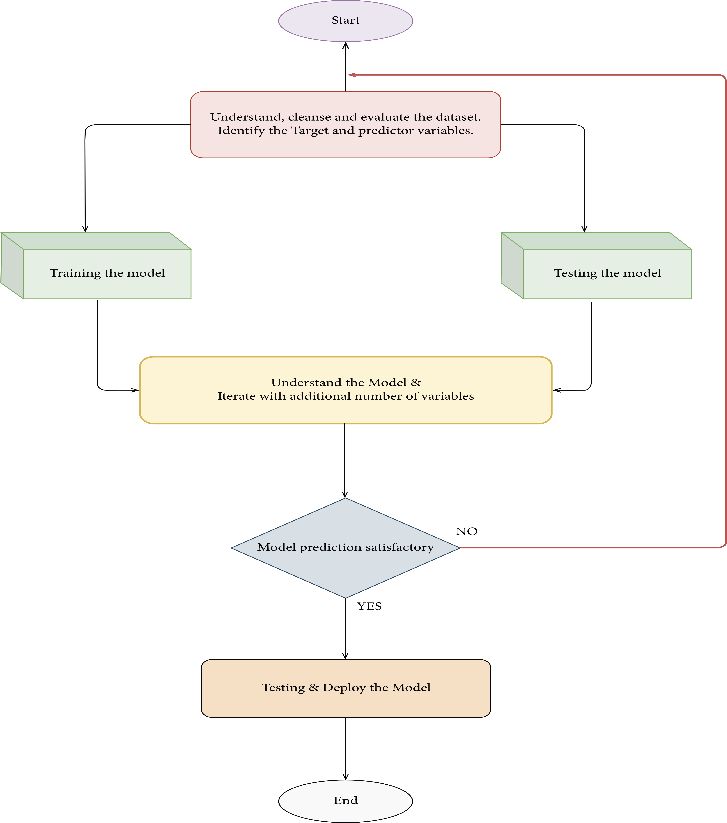 Start
Understand, cleanse and evaluate the dataset.
Identify the Target and predictor variables.
Training the model
Testing the model
Understand the Model &
Iterate with additional number of variables
Model prediction satisfactory
NO
YES
Testing & Deploy the Model
End